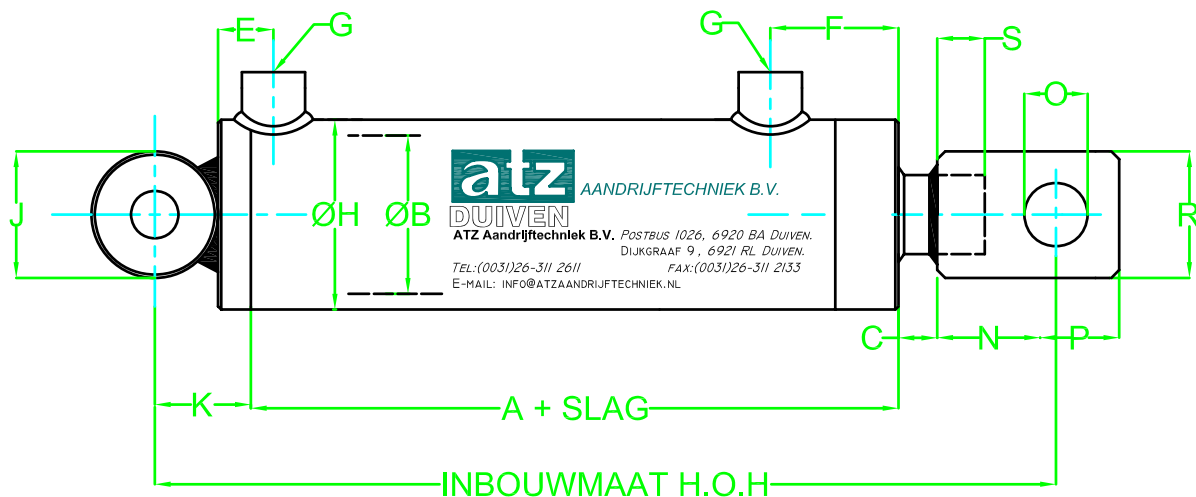 E G G F S
O
atz AANDRIJFTECHNIEK B.V.
J ØH ØB DUIVEN R
ATZ Aandrijftechniek B.V. POSTBUS 1026, 6920 BA DUIVEN.
DIJKGRAAF 9, 6921 RL DUIVEN.
TEL:(0031)26-311 2611 FAX:(0031)26-311 2133
E-MAIL: INFO@ATZAANDRIJFTECHNIEK.NL
C N P
K A + SLAG
INBOUWMAAT H.O.H